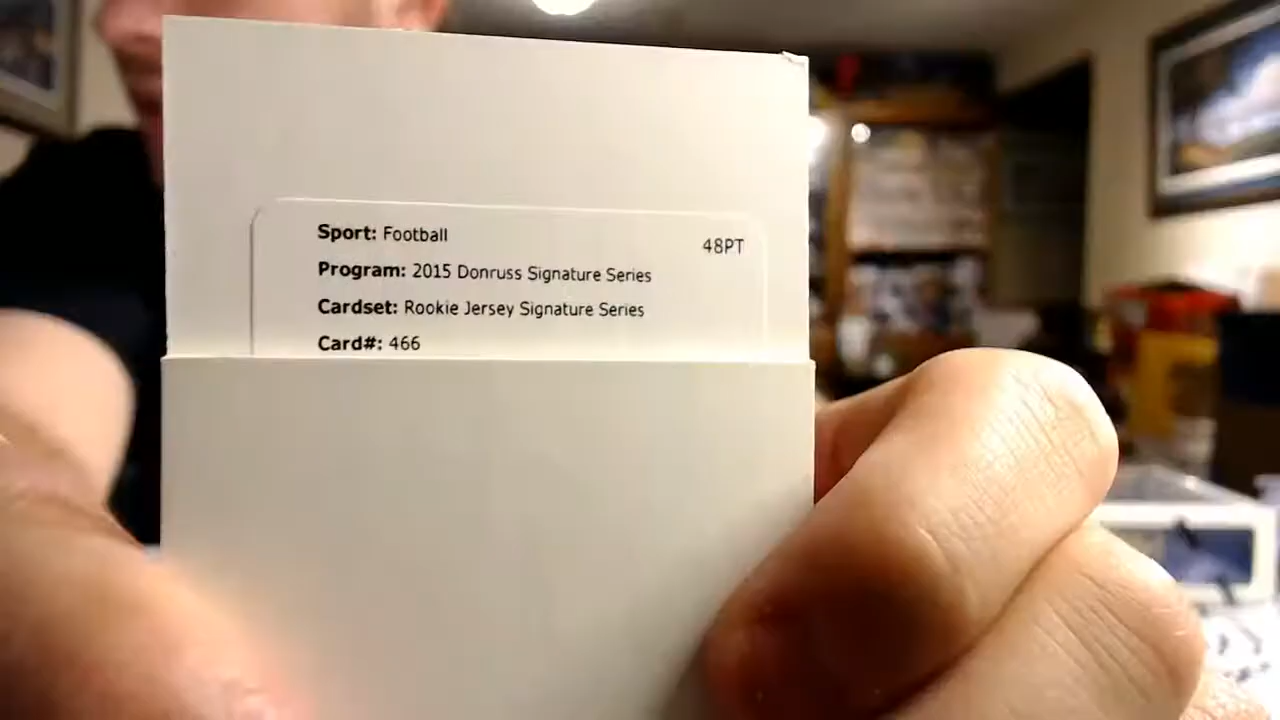 Sport: Football
48PT
Program: 2015 Donruss Signature Series
Cardset: Rookie Jersey Signature Series
Card#: 466